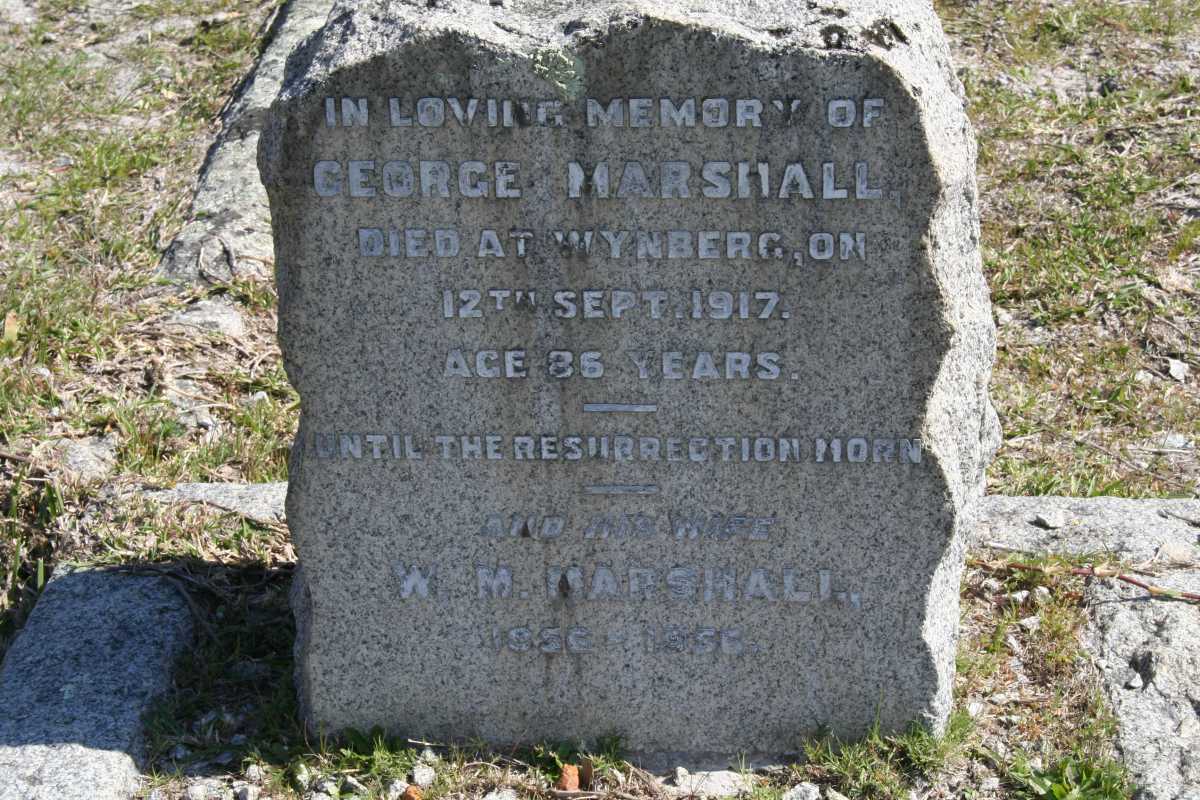 IN LOVING MEMORY OF
GEORGE MARSHALL,
DIED AT WYNBERG, ON
12TH SEPT. 1917.
AGE 86 YEARS.
UNTIL THE RESURRECTION MORN
AND HIS WIFE
W. M. MARSHALL,